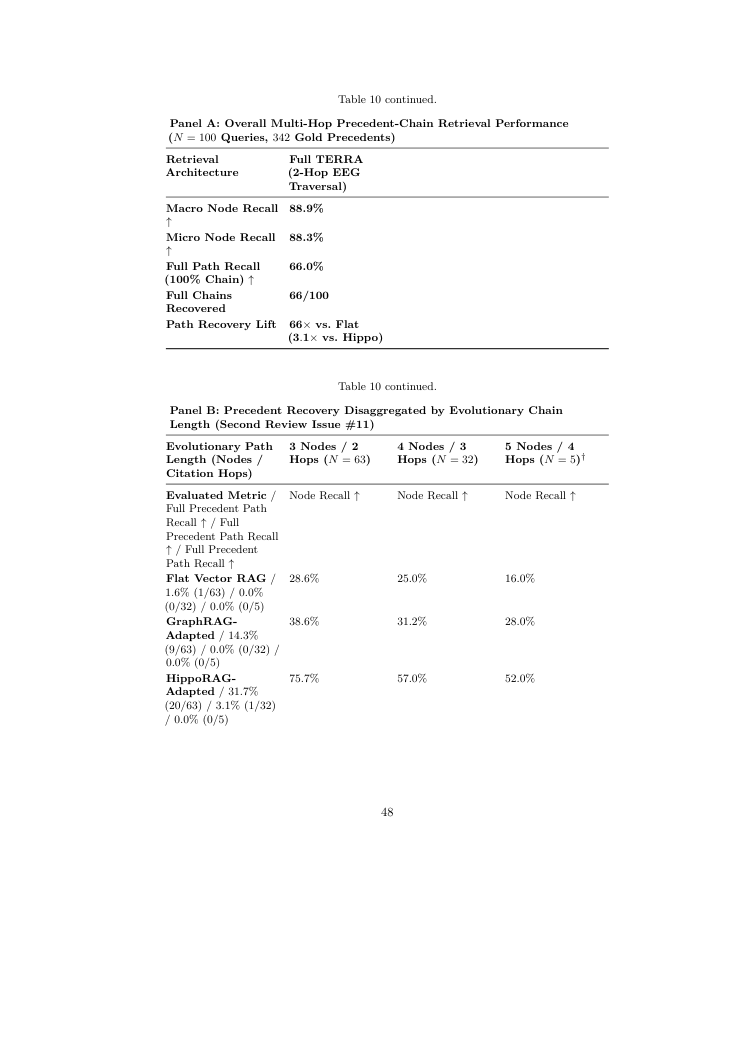 Table 10 continued.
Panel A: Overall Multi-Hop Precedent-Chain Retrieval Performance
(N = 100 Queries, 342 Gold Precedents)
Retrieval Architecture Full TERRA (2-Hop EEG Traversal)
Macro Node Recall ↑ 88.9%
Micro Node Recall ↑ 88.3%
Full Path Recall (100% Chain) ↑ 66.0%
Full Chains Recovered 66/100
Path Recovery Lift 66× vs. Flat (3.1× vs. Hippo)
Table 10 continued.
Panel B: Precedent Recovery Disaggregated by Evolutionary Chain
Length (Second Review Issue #11)
Evolutionary Path Length (Nodes / Citation Hops) 3 Nodes / 2 Hops (N = 63) 4 Nodes / 3 Hops (N = 32) 5 Nodes / 4 Hops (N = 5)†
Evaluated Metric / Full Precedent Path Recall ↑ / Full Precedent Path Recall ↑ / Full Precedent Path Recall ↑ Node Recall ↑ Node Recall ↑ Node Recall ↑
Flat Vector RAG / 1.6% (1/63) / 0.0% (0/32) / 0.0% (0/5) 28.6% 25.0% 16.0%
GraphRAG-Adapted / 14.3% (9/63) / 0.0% (0/32) / 0.0% (0/5) 38.6% 31.2% 28.0%
HippoRAG-Adapted / 31.7% (20/63) / 3.1% (1/32) / 0.0% (0/5) 75.7% 57.0% 52.0%
48